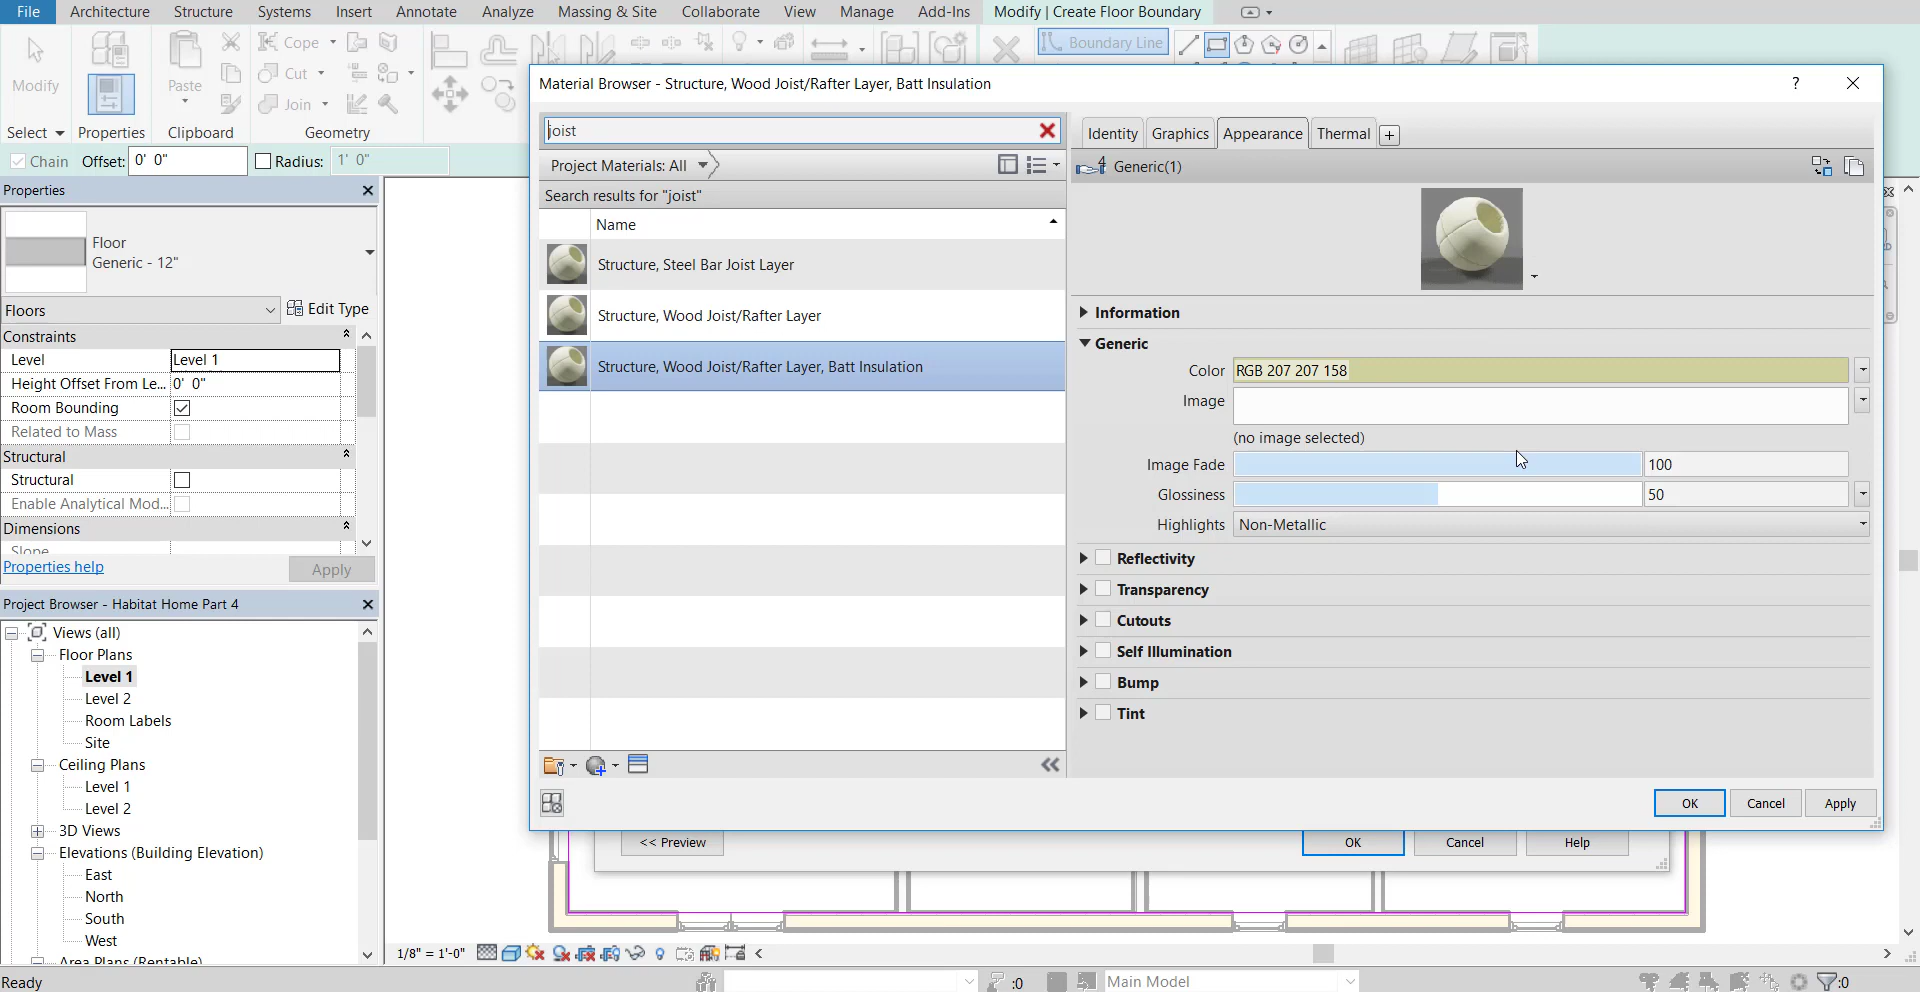 File Architecture Structure Systems Insert Annotate Analyze Massing & Site Collaborate View Manage Add-Ins Modify | Create Floor Boundary
Modify
Paste
Cope
Cut
Join
Boundary Line
Select Properties Clipboard Geometry
Chain Offset: 0' 0" Radius: 1' 0"
Properties
Floor
Generic - 12"
Floors Edit Type
Constraints
Level Level 1
Height Offset From Le... 0' 0"
Room Bounding
Related to Mass
Structural
Structural
Enable Analytical Mod...
Dimensions
Slope
Properties help Apply
Project Browser - Habitat Home Part 4
Views (all)
Floor Plans
Level 1
Level 2
Room Labels
Site
Ceiling Plans
Level 1
Level 2
3D Views
Elevations (Building Elevation)
East
North
South
West
Area Plans (Rentable)
Material Browser - Structure, Wood Joist/Rafter Layer, Batt Insulation
?
joist
Project Materials: All
Search results for "joist"
Name
Structure, Steel Bar Joist Layer
Structure, Wood Joist/Rafter Layer
Structure, Wood Joist/Rafter Layer, Batt Insulation
Identity Graphics Appearance Thermal +
4 Generic(1)
Information
Generic
Color RGB 207 207 158
Image
(no image selected)
Image Fade 100
Glossiness 50
Highlights Non-Metallic
Reflectivity
Transparency
Cutouts
Self Illumination
Bump
Tint
OK Cancel Apply
<< Preview OK Cancel Help
1/8" = 1'-0"
Ready :0 Main Model :0